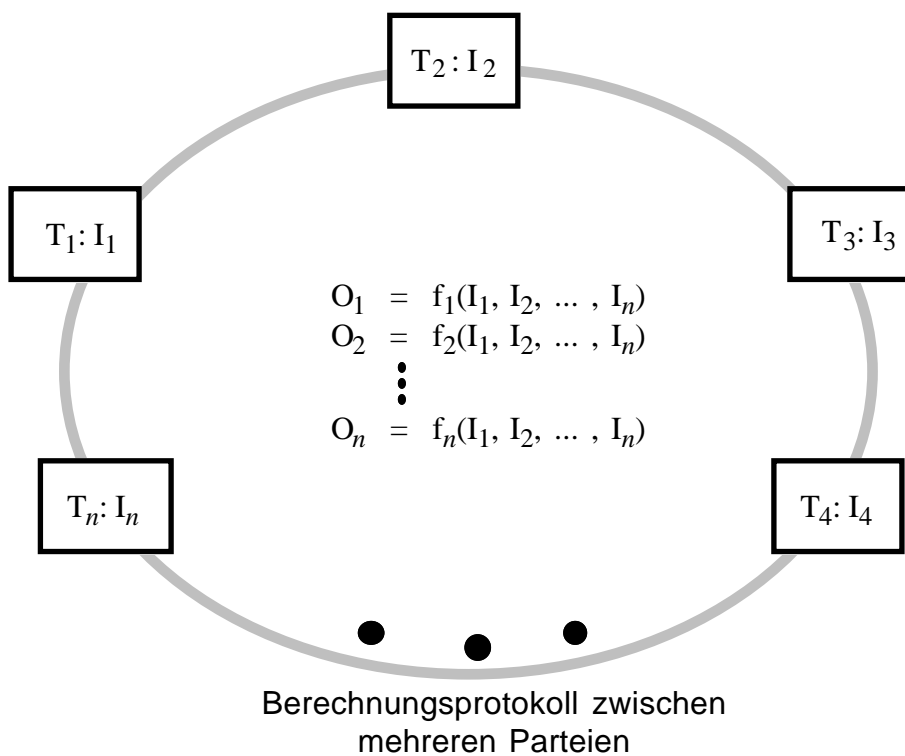 T₂: I₂
T₁: I₁
T₃: I₃
O₁ = f₁(I₁, I₂, ... , Iₙ)
O₂ = f₂(I₁, I₂, ... , Iₙ)
Oₙ = fₙ(I₁, I₂, ... , Iₙ)
Tₙ: Iₙ
T₄: I₄
Berechnungsprotokoll zwischen
mehreren Parteien